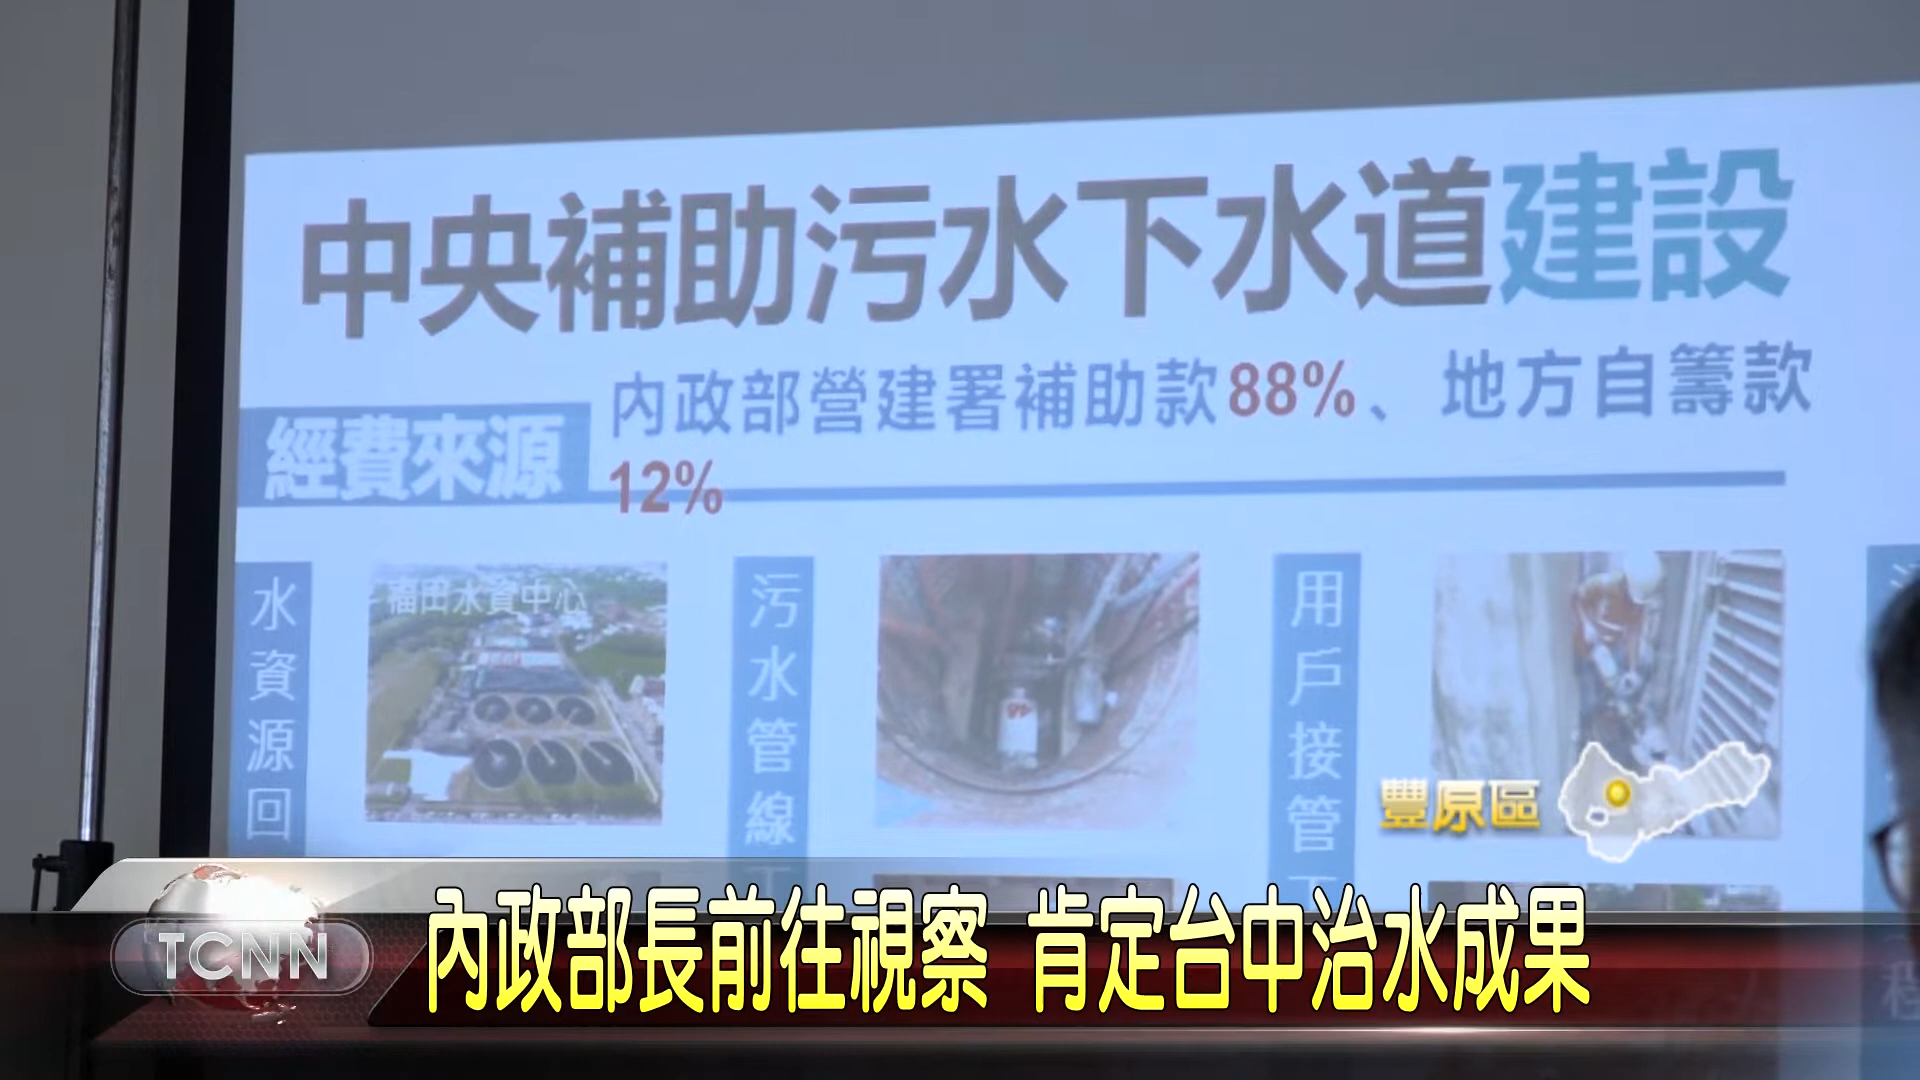 中央補助污水下水道建設
內政部營建署補助款88%、地方自籌款
12%
經費來源
水資源回
福田水資中心
污水管線
用戶接管
豐原區
TCNN
內政部長前往視察 肯定台中治水成果